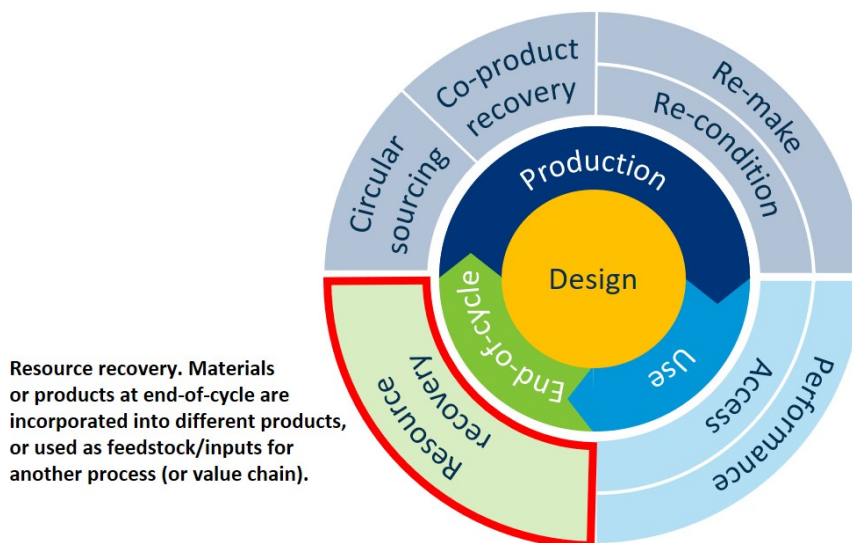 Co-product
recovery
Re-make
Re-condition
Circular
sourcing
Production
Design
End-of-cycle
Use
Resource
recovery
Access
Performance
Resource recovery. Materials
or products at end-of-cycle are
incorporated into different products,
or used as feedstock/inputs for
another process (or value chain).